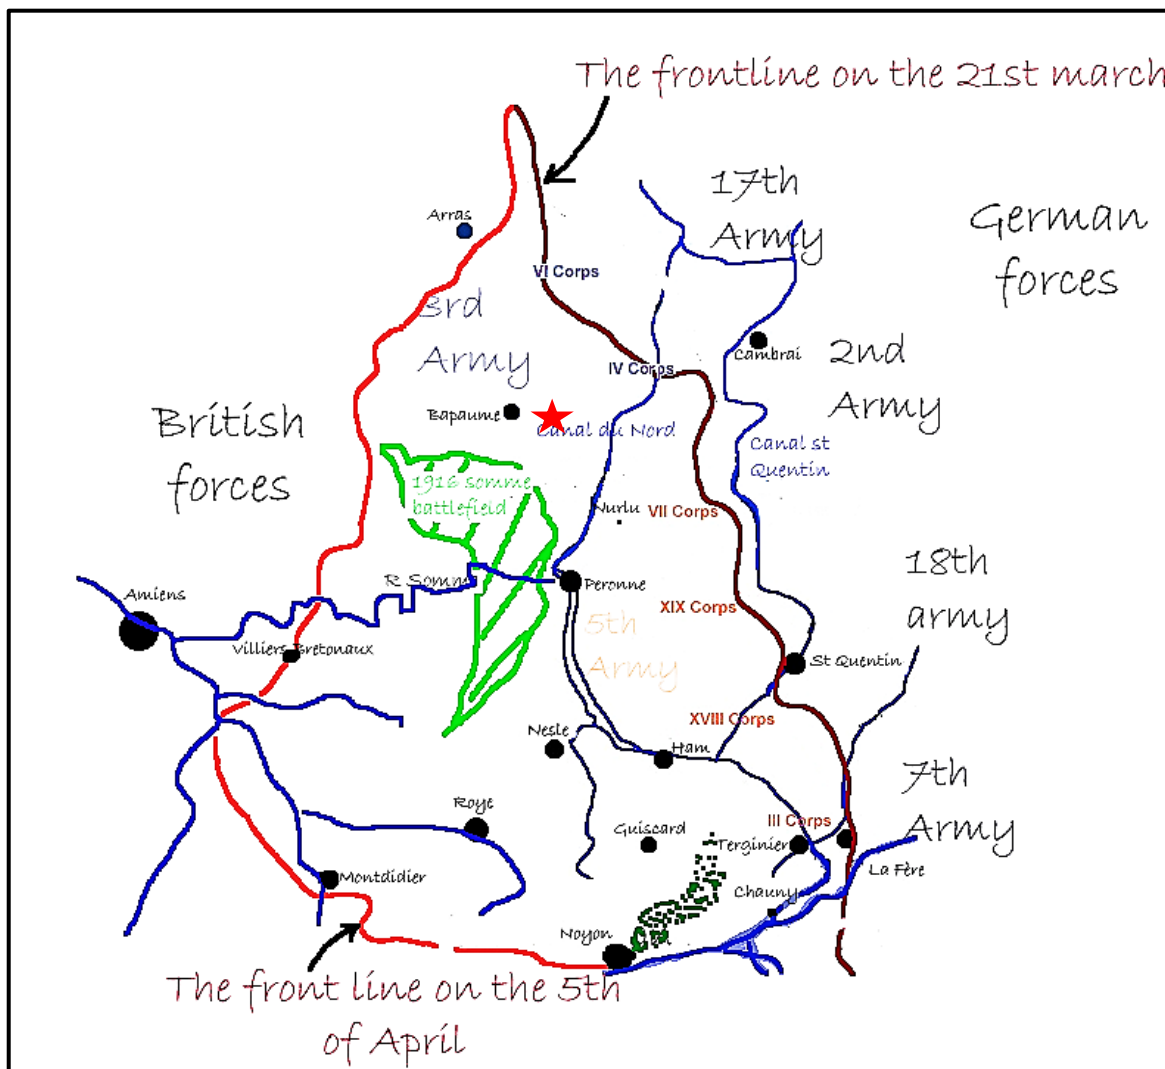 The frontline on the 21st march
17th
Army
German
forces
Arras
VI Corps
3rd
Army
Cambrai
2nd
Army
IV Corps
Bapaume
Canal du Nord
British
forces
Canal st
Quentin
1916 somme
battlefield
Nurlu
VII Corps
18th
army
R Somm
Peronne
Amiens
XIX Corps
5th
Army
Villiers Bretonaux
St Quentin
XVIII Corps
Nesle
Ham
7th
Army
Roye
Guiscard
III Corps
Terginier
La Fère
Montdidier
Chauny
Noyon
The front line on the 5th
of April